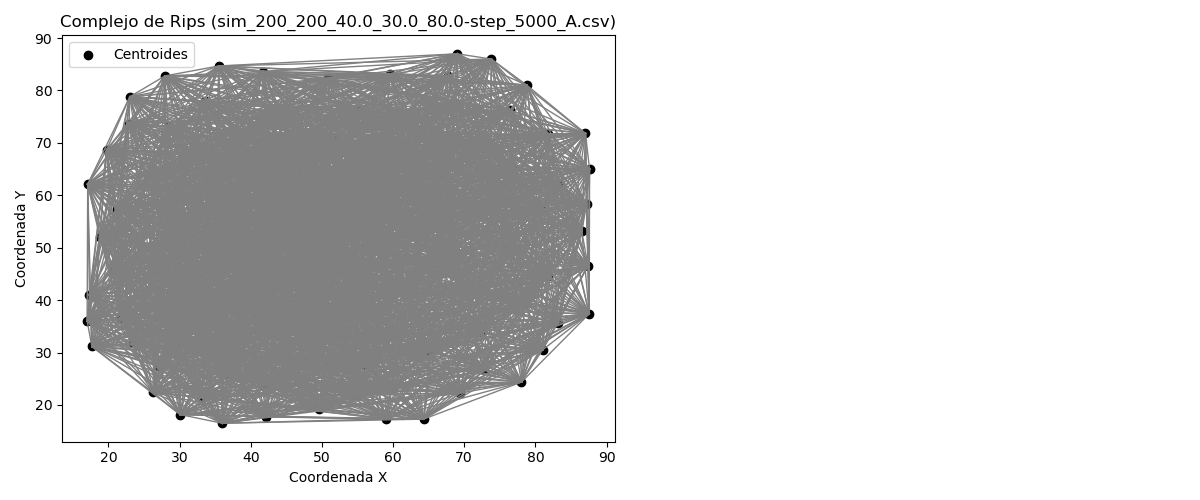 Complejo de Rips (sim_200_200_40.0_30.0_80.0-step_5000_A.csv)
Centroides
90
80
70
60
50
40
30
20
Coordenada Y
20 30 40 50 60 70 80 90
Coordenada X